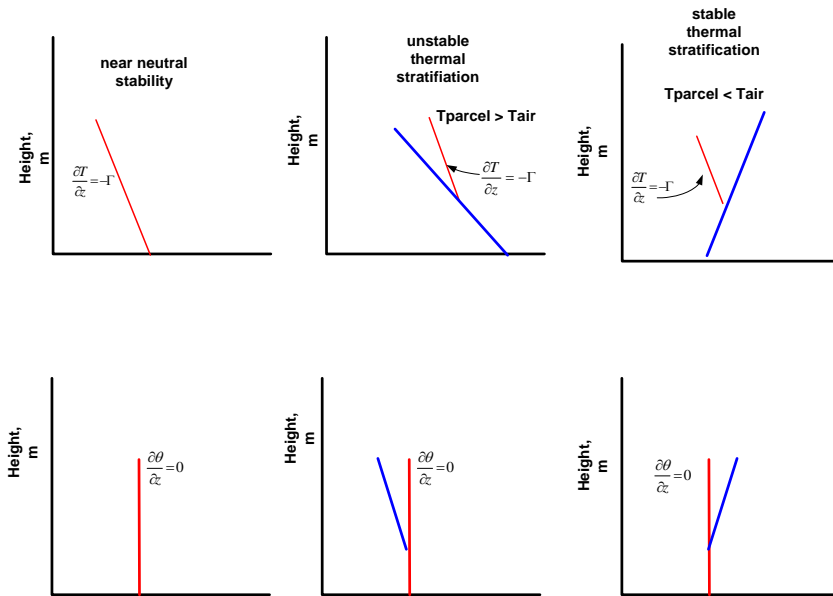 near neutral
stability
Height,
m
∂T/∂z = −Γ
unstable
thermal
stratifiation
Tparcel > Tair
Height,
m
∂T/∂z = −Γ
stable
thermal
stratification
Tparcel < Tair
Height,
m
∂T/∂z = −Γ
Height,
m
∂θ/∂z = 0
Height,
m
∂θ/∂z = 0
Height,
m
∂θ/∂z = 0